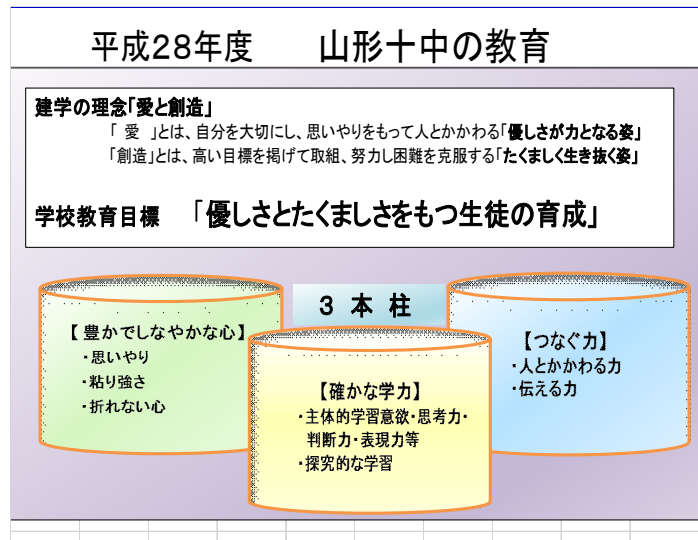 平成28年度　山形十中の教育
建学の理念「愛と創造」
「 愛 」とは、自分を大切にし、思いやりをもって人とかかわる「優しさが力となる姿」
「創造」とは、高い目標を掲げて取組、努力し困難を克服する「たくましく生き抜く姿」
学校教育目標　「優しさとたくましさをもつ生徒の育成」
３ 本 柱
【豊かでしなやかな心】
・思いやり
・粘り強さ
・折れない心
【確かな学力】
・主体的学習意欲・思考力・
判断力・表現力等
・探究的な学習
【つなぐ力】
・人とかかわる力
・伝える力